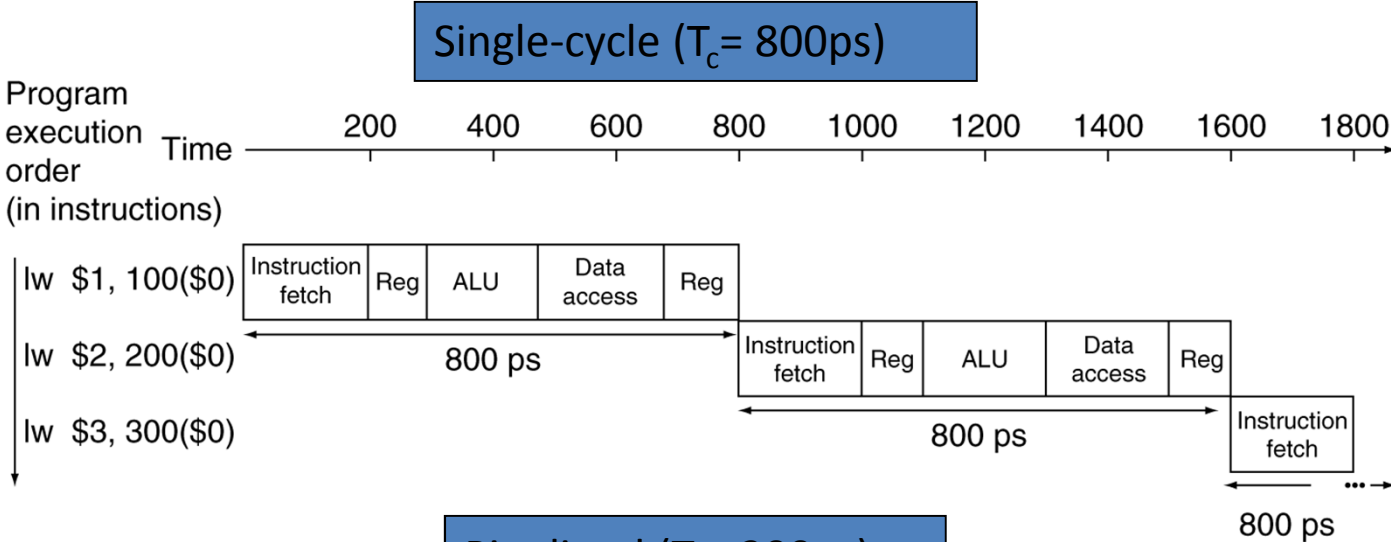 Single-cycle (Tc= 800ps)
Program
execution
order
(in instructions)
Time
200 400 600 800 1000 1200 1400 1600 1800
lw $1, 100($0)
Instruction
fetch
Reg
ALU
Data
access
Reg
800 ps
lw $2, 200($0)
Instruction
fetch
Reg
ALU
Data
access
Reg
800 ps
lw $3, 300($0)
Instruction
fetch
•••
800 ps